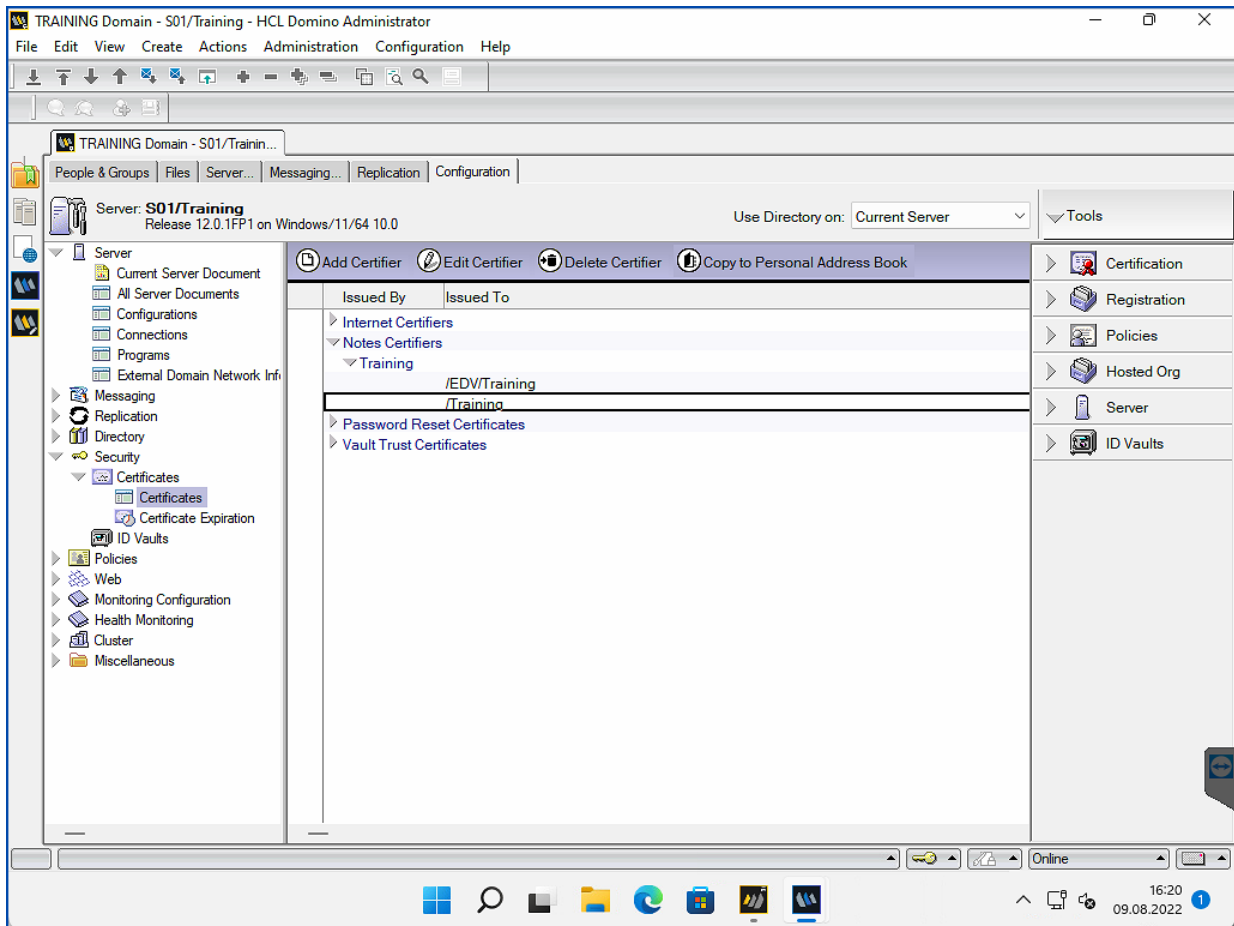 TRAINING Domain - S01/Training - HCL Domino Administrator
File Edit View Create Actions Administration Configuration Help
TRAINING Domain - S01/Trainin...
People & Groups Files Server... Messaging... Replication Configuration
Server: S01/Training
Release 12.0.1FP1 on Windows/11/64 10.0
Use Directory on: Current Server
Tools
Server
Current Server Document
All Server Documents
Configurations
Connections
Programs
External Domain Network Inf
Messaging
Replication
Directory
Security
Certificates
Certificates
Certificate Expiration
ID Vaults
Policies
Web
Monitoring Configuration
Health Monitoring
Cluster
Miscellaneous
Add Certifier Edit Certifier Delete Certifier Copy to Personal Address Book
Issued By Issued To
Internet Certifiers
Notes Certifiers
Training
/EDV/Training
/Training
Password Reset Certificates
Vault Trust Certificates
Certification
Registration
Policies
Hosted Org
Server
ID Vaults
Online
16:20
09.08.2022
1